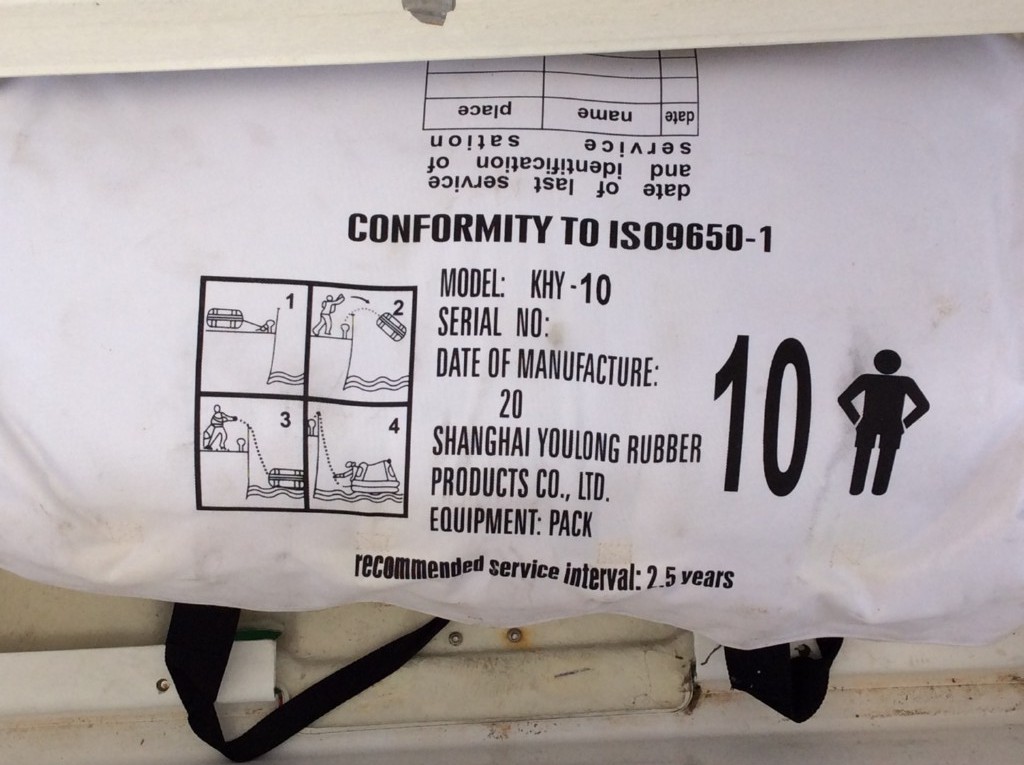 place name date
service sation
and identification of
date of last service
CONFORMITY TO ISO9650-1
MODEL: KHY-10
SERIAL NO:
DATE OF MANUFACTURE:
20
SHANGHAI YOULONG RUBBER
PRODUCTS CO., LTD.
EQUIPMENT: PACK
1
2
3
4
10
recommended service interval: 2.5 years